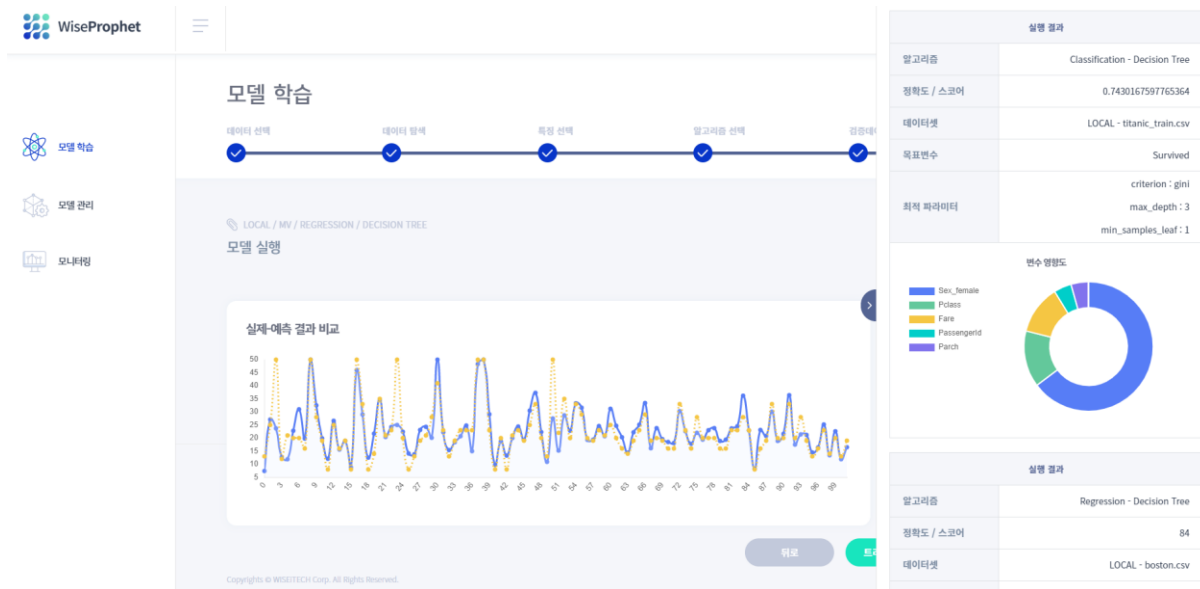 WiseProphet
모델 학습
모델 관리
모니터링
모델 학습
데이터 선택
데이터 탐색
특징 선택
알고리즘 선택
LOCAL / MV / REGRESSION / DECISION TREE
모델 실행
실제-예측 결과 비교
50
45
40
35
30
25
20
15
10
5
0 3 6 9 12 15 18 21 24 27 30 33 36 39 42 45 48 51 54 57 60 63 66 69 72 75 78 81 84 87 90 93 96 99
뒤로
Copyrights © WISEiTECH Corp. All Rights Reserved.
실행 결과
알고리즘 Classification - Decision Tree
정확도 / 스코어 0.7430167597765364
데이터셋 LOCAL - titanic_train.csv
목표변수 Survived
최적 파라미터
criterion : gini
max_depth : 3
min_samples_leaf : 1
변수 영향도
Sex_female
Pclass
Fare
PassengerId
Parch
실행 결과
알고리즘 Regression - Decision Tree
정확도 / 스코어 84
데이터셋 LOCAL - boston.csv